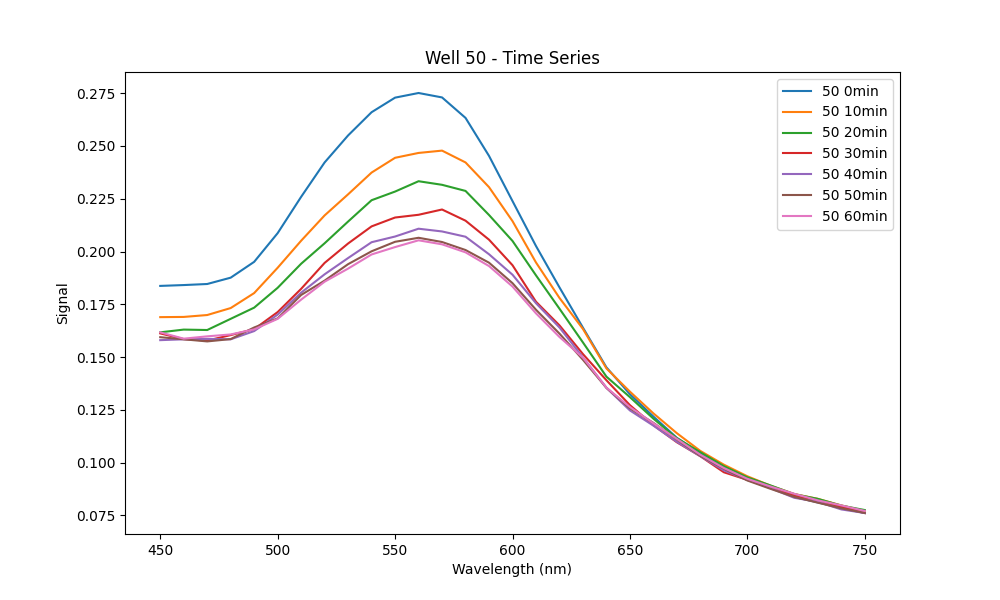 Well 50 - Time Series
Signal
0.275
0.250
0.225
0.200
0.175
0.150
0.125
0.100
0.075
50 0min
50 10min
50 20min
50 30min
50 40min
50 50min
50 60min
450 500 550 600 650 700 750
Wavelength (nm)